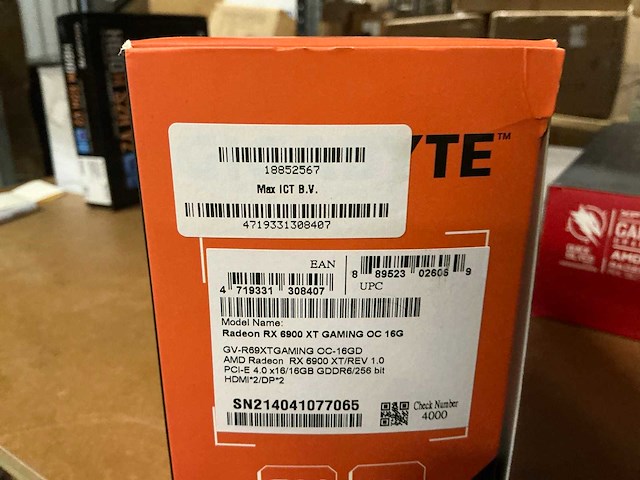 YTE™
18852567
Max ICT B.V.
4719331308407
EAN
4 719331 308407
8 89523 02606 9
UPC
Model Name:
Radeon RX 6900 XT GAMING OC 16G
GV-R69XTGAMING OC-16GD
AMD Radeon RX 6900 XT/REV 1.0
PCI-E 4.0 x16/16GB GDDR6/256 bit
HDMI*2/DP*2
SN214041077065
Check Number
4000